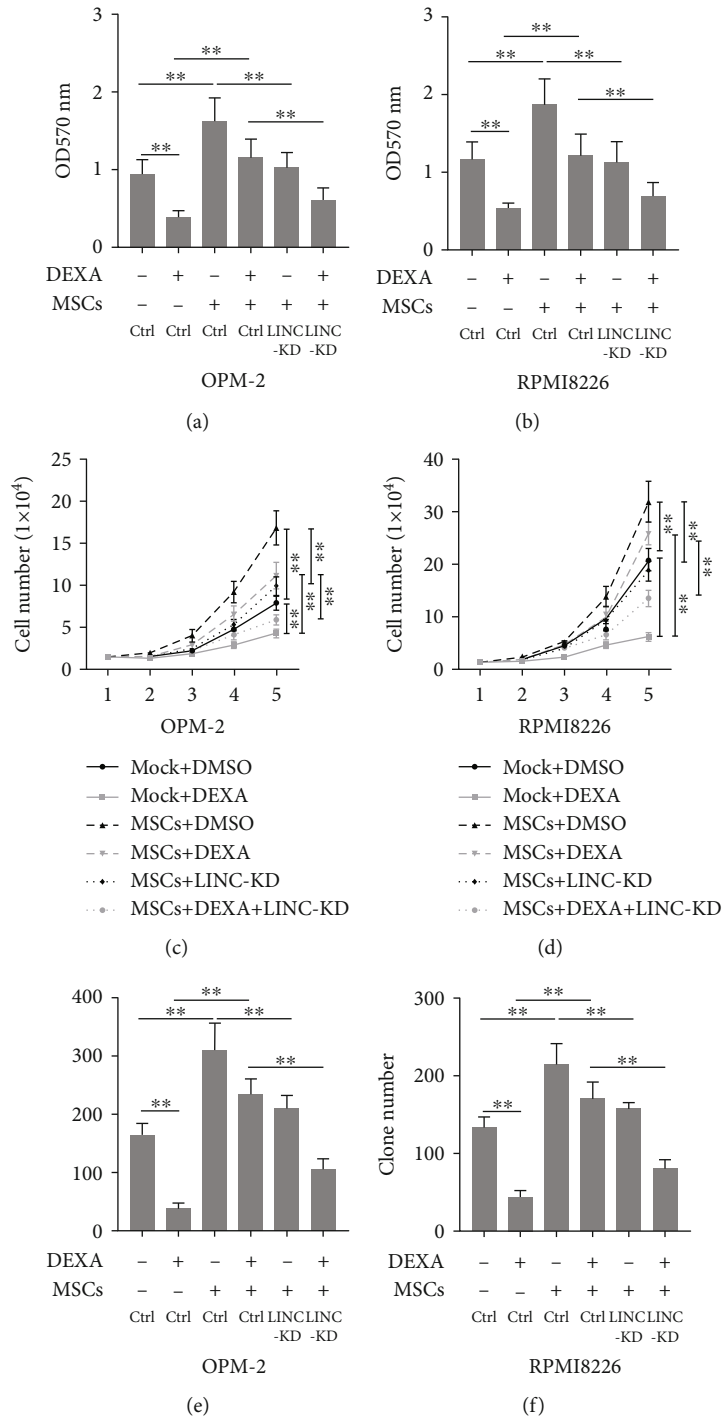 ** **
** ** ** **
** ** ** **
** **
3 3
2 2
1 1
0 0
OD570 nm OD570 nm
DEXA – + – + – + DEXA – + – + – +
MSCs – – + + + + MSCs – – + + + +
Ctrl Ctrl Ctrl Ctrl LINC-KD LINC-KD Ctrl Ctrl Ctrl Ctrl LINC-KD LINC-KD
OPM-2 RPMI8226
(a) (b)
25 40
20 30
15 20
10 10
5 0
0
Cell number (1×10⁴) Cell number (1×10⁴)
** ** ** ** ** ** ** ** ** **
1 2 3 4 5 1 2 3 4 5
OPM-2 RPMI8226
Mock+DMSO Mock+DMSO
Mock+DEXA Mock+DEXA
MSCs+DMSO MSCs+DMSO
MSCs+DEXA MSCs+DEXA
MSCs+LINC-KD MSCs+LINC-KD
MSCs+DEXA+LINC-KD MSCs+DEXA+LINC-KD
(c) (d)
** **
** ** ** **
** ** ** **
400 300
300 200
200 100
100 0
0
Clone number
DEXA – + – + – + DEXA – + – + – +
MSCs – – + + + + MSCs – – + + + +
Ctrl Ctrl Ctrl Ctrl LINC-KD LINC-KD Ctrl Ctrl Ctrl Ctrl LINC-KD LINC-KD
OPM-2 RPMI8226
(e) (f)